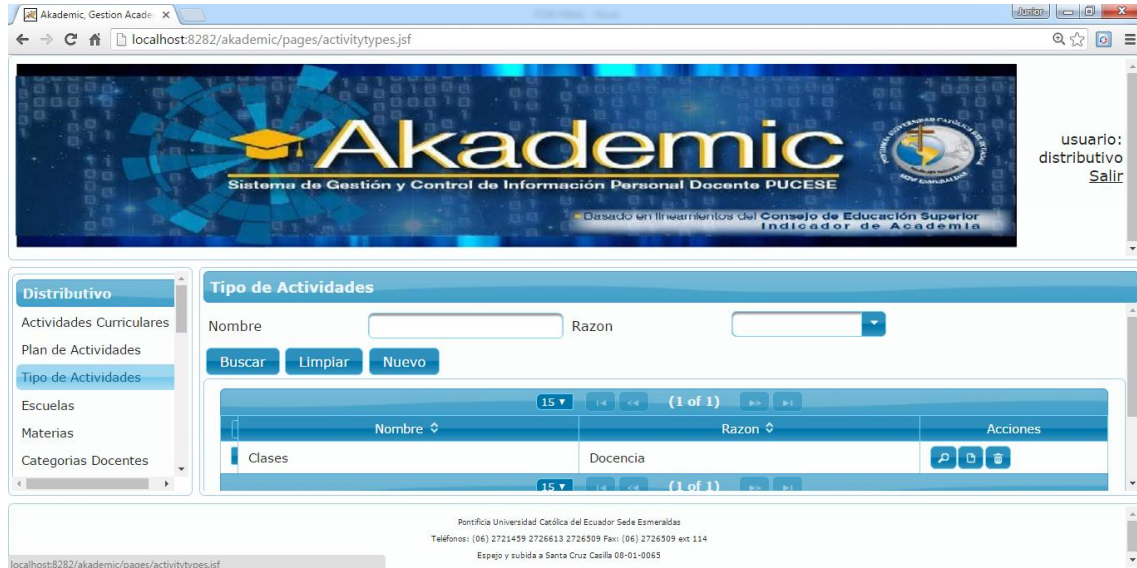 Akademic, Gestion Acade
Junior
localhost:8282/akademic/pages/activitytypes.jsf
Akademic
Sistema de Gestión y Control de Información Personal Docente PUCESE
Basado en lineamientos del Consejo de Educación Superior
Indicador de Academia
usuario:
distributivo
Salir
Distributivo
Actividades Curriculares
Plan de Actividades
Tipo de Actividades
Escuelas
Materias
Categorias Docentes
Tipo de Actividades
Nombre Razon
Buscar Limpiar Nuevo
15 (1 of 1)
Nombre Razon Acciones
Clases Docencia
15 (1 of 1)
Pontificia Universidad Católica del Ecuador Sede Esmeraldas
Teléfonos: (06) 2721459 2726613 2726509 Fax: (06) 2726509 ext 114
Espejo y subida a Santa Cruz Casilla 08-01-0065
localhost:8282/akademic/pages/activitytypes.jsf